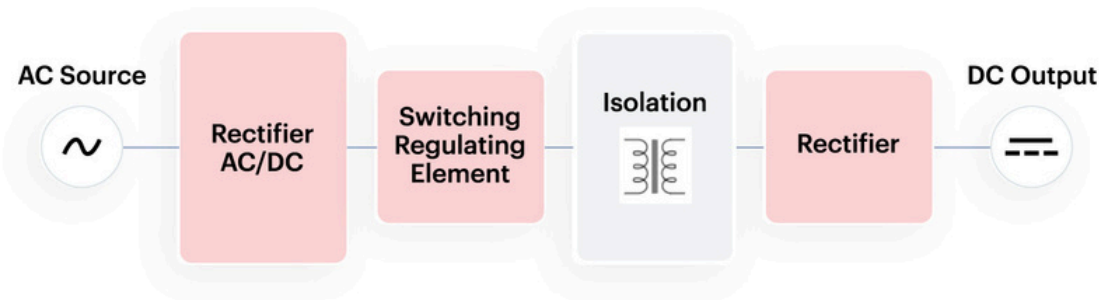 AC Source
Rectifier
AC/DC
Switching
Regulating
Element
Isolation
Rectifier
DC Output